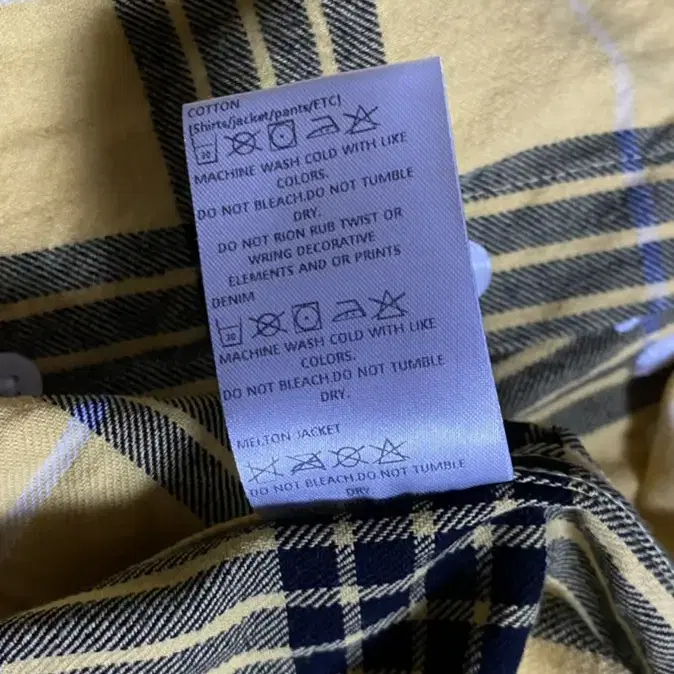 COTTON
[Shirts/jacket/pants/ETC]
30
MACHINE WASH COLD WITH LIKE
COLORS.
DO NOT BLEACH.DO NOT TUMBLE
DRY.
DO NOT RION RUB TWIST OR
WRING DECORATIVE
ELEMENTS AND OR PRINTS
DENIM
30
MACHINE WASH COLD WITH LIKE
COLORS.
DO NOT BLEACH.DO NOT TUMBLE
DRY.
MELTON JACKET
DO NOT BLEACH.DO NOT TUMBLE
DRY